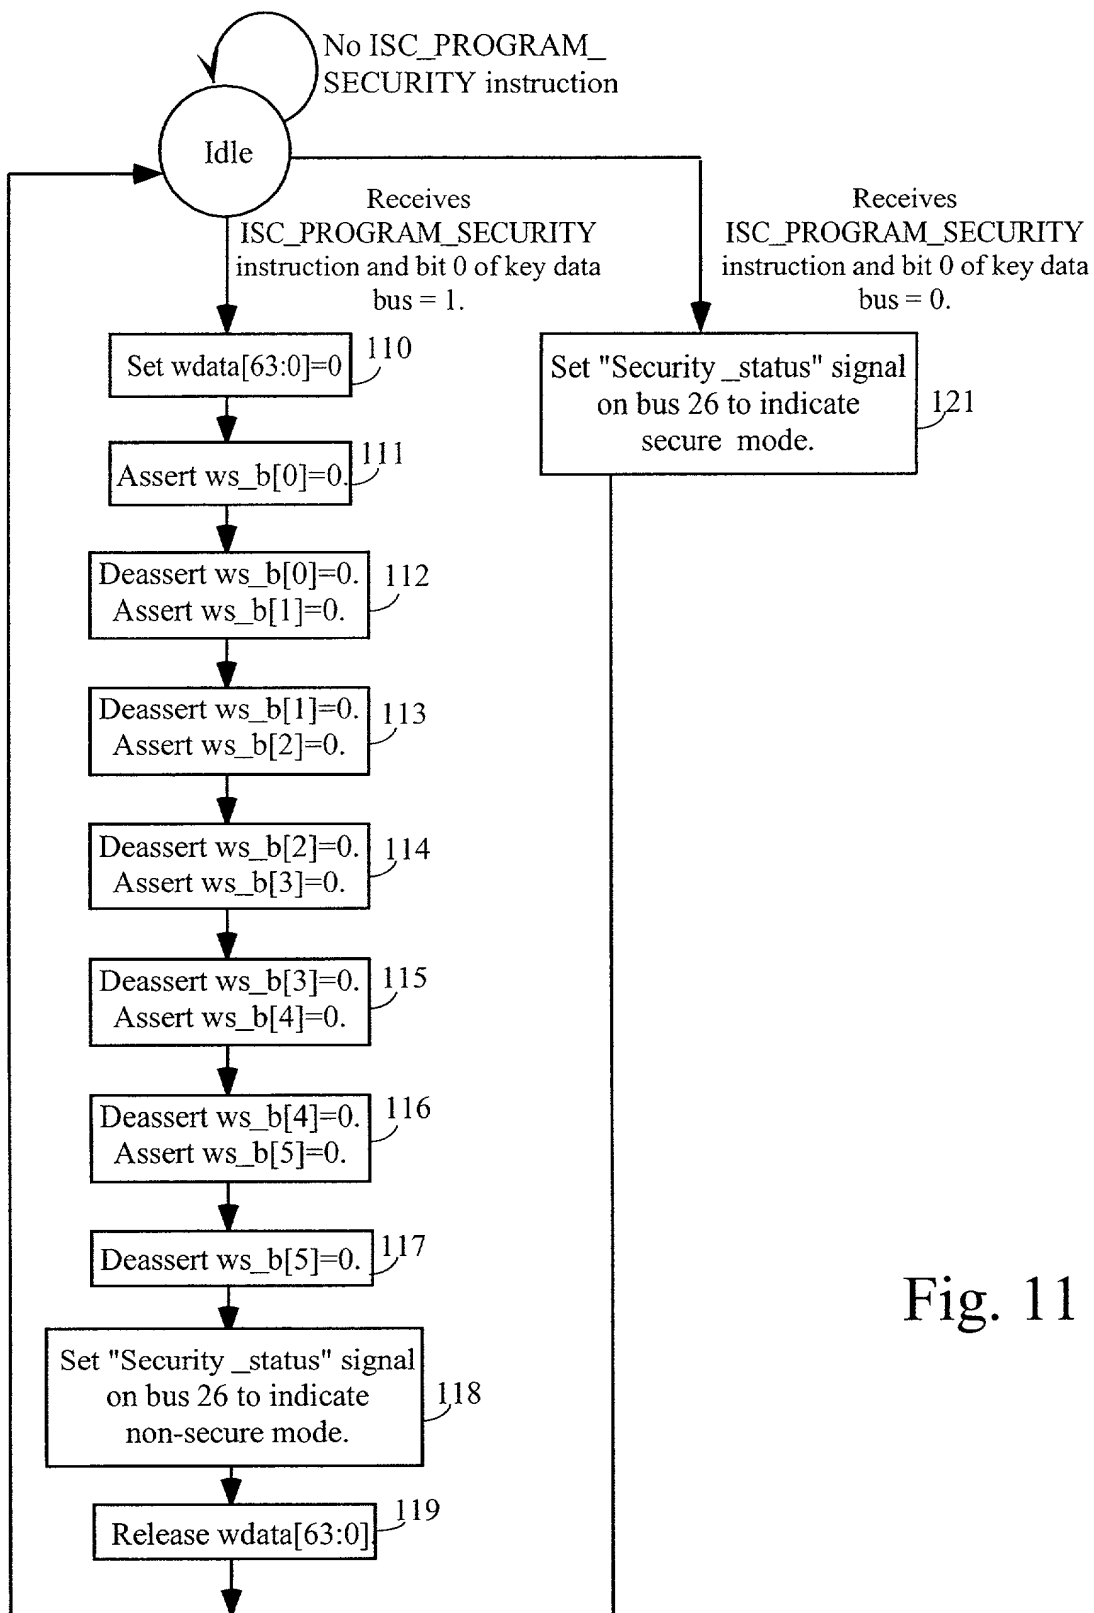 No ISC_PROGRAM_
SECURITY instruction
Idle
Receives
ISC_PROGRAM_SECURITY
instruction and bit 0 of key data
bus = 1.
Receives
ISC_PROGRAM_SECURITY
instruction and bit 0 of key data
bus = 0.
Set wdata[63:0]=0
110
Set "Security _status" signal
on bus 26 to indicate
secure mode.
121
Assert ws_b[0]=0.
111
Deassert ws_b[0]=0.
Assert ws_b[1]=0.
112
Deassert ws_b[1]=0.
Assert ws_b[2]=0.
113
Deassert ws_b[2]=0.
Assert ws_b[3]=0.
114
Deassert ws_b[3]=0.
Assert ws_b[4]=0.
115
Deassert ws_b[4]=0.
Assert ws_b[5]=0.
116
Deassert ws_b[5]=0.
117
Set "Security _status" signal
on bus 26 to indicate
non-secure mode.
118
Release wdata[63:0].
119
Fig. 11